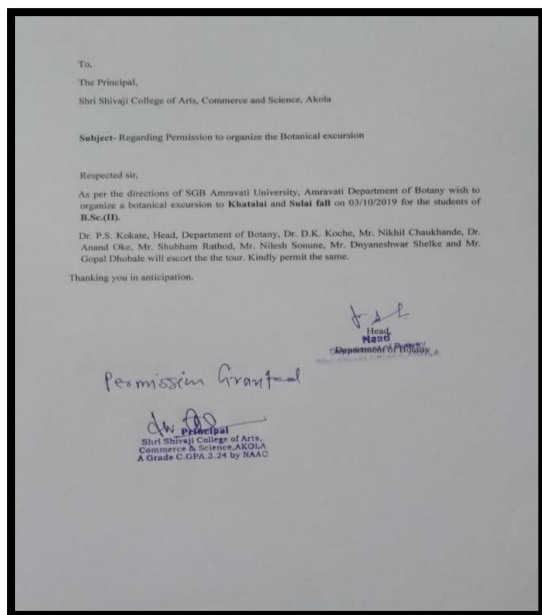 To,
The Principal,
Shri Shivaji College of Arts, Commerce and Science, Akola
Subject- Regarding Permission to organize the Botanical excursion
Respected sir,
As per the directions of SGB Amravati University, Amravati Department of Botany wish to
organize a botanical excursion to Khatalai and Sulai fall on 03/10/2019 for the students of
B.Sc.(II).
Dr. P.S. Kokate, Head, Department of Botany, Dr. D.K. Koche, Mr. Nikhil Chaukhande, Dr.
Anand Oke, Mr. Shubham Rathod, Mr. Nilesh Sonune, Mr. Dnyaneshwar Shelke and Mr.
Gopal Dhobale will escort the the tour. Kindly permit the same.
Thanking you in anticipation.
Head,
Head
Department of Botany
Permission Granted
Principal
Shri Shivaji College of Arts,
Commerce & Science,AKOLA
A Grade C.GPA.3.24 by NAAC